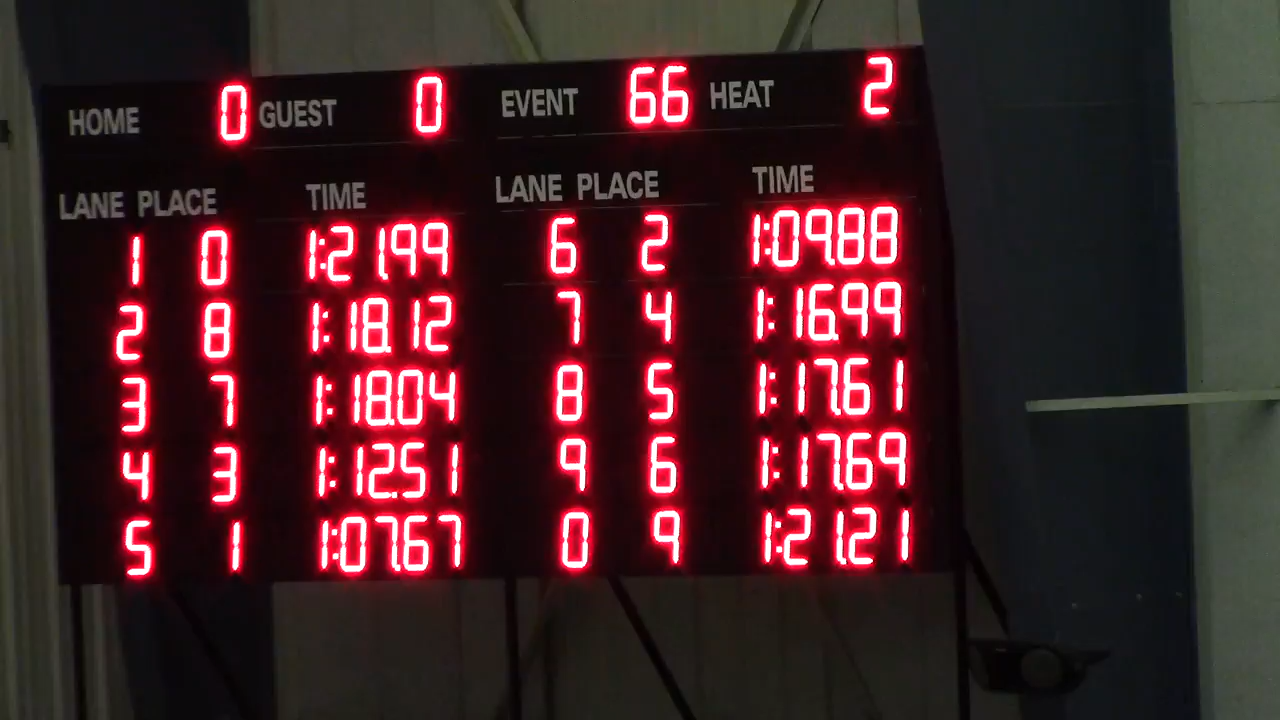 HOME 0 GUEST 0 EVENT 66 HEAT 2
LANE PLACE TIME LANE PLACE TIME
1 0 1:21.99 6 2 1:09.88
2 8 1:18.12 7 4 1:16.99
3 7 1:18.04 8 5 1:17.61
4 3 1:12.51 9 6 1:17.69
5 1 1:07.67 0 9 1:21.21